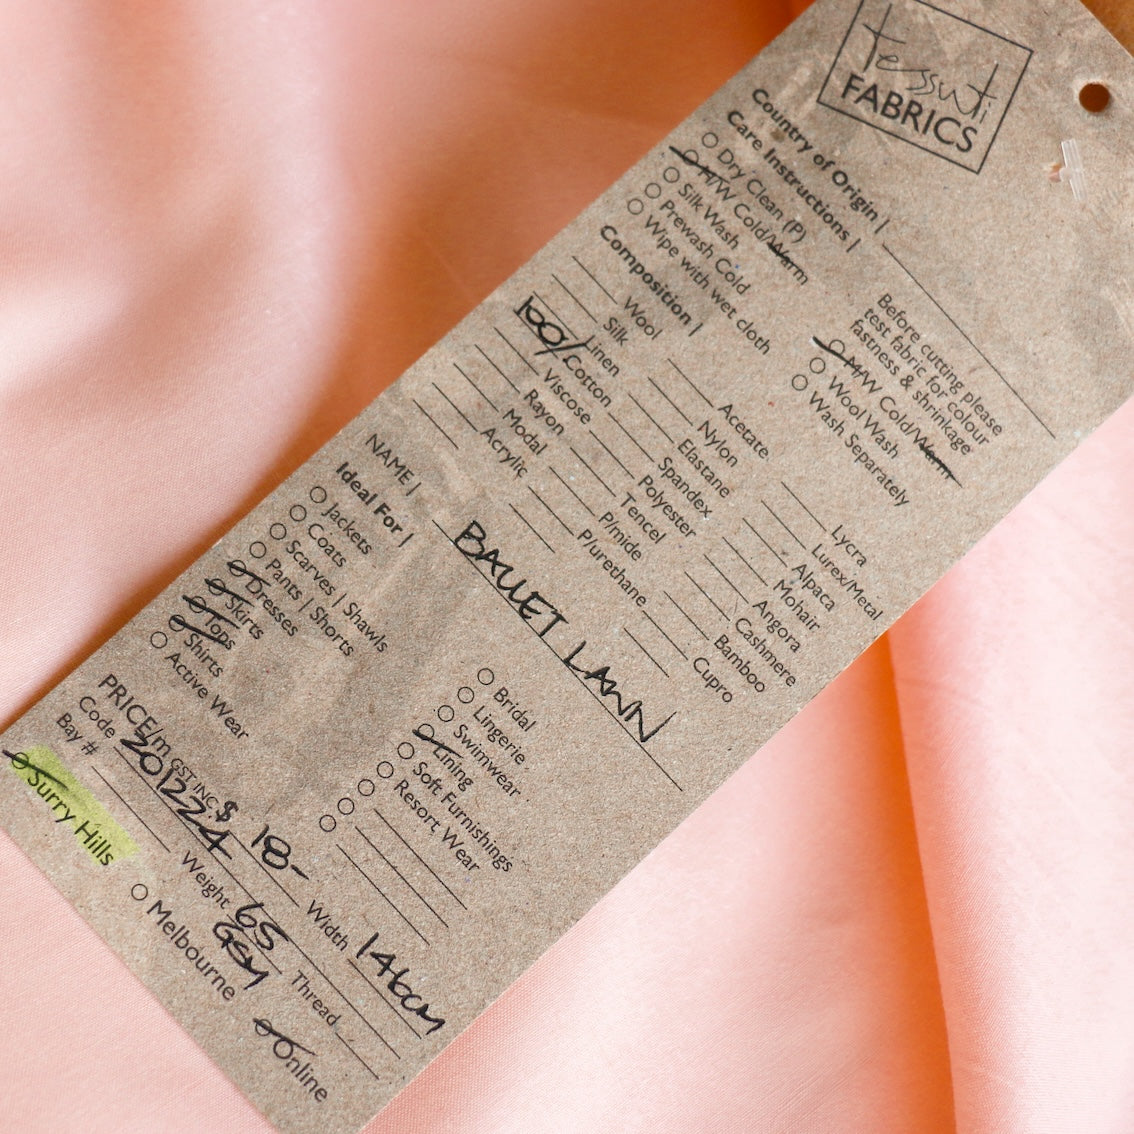 tessuti
FABRICS
Country of Origin |
Care Instructions |
Dry Clean (P)
M/W Cold/Warm
Silk Wash
Prewash Cold
Wipe with wet cloth
Before cutting please
test fabric for colour
fastness & shrinkage
M/W Cold/Warm
Wool Wash
Wash Separately
Composition |
Wool
Silk
Linen
100% Cotton
Viscose
Rayon
Modal
Acrylic
Acetate
Nylon
Elastane
Spandex
Polyester
Tencel
P/mide
P/urethane
Lycra
Lurex/Metal
Alpaca
Mohair
Angora
Cashmere
Bamboo
Cupro
NAME | BALLET LAWN
Ideal For |
Jackets
Coats
Scarves | Shawls
Pants | Shorts
Dresses
Skirts
Tops
Shirts
Active Wear
Bridal
Lingerie
Swimwear
Lining
Soft Furnishings
Resort Wear
PRICE/m GST INC. $ 18- Width 146cm
Code 201224 Weight 65 GSM Thread
Bay #
Surry Hills
Melbourne
Online